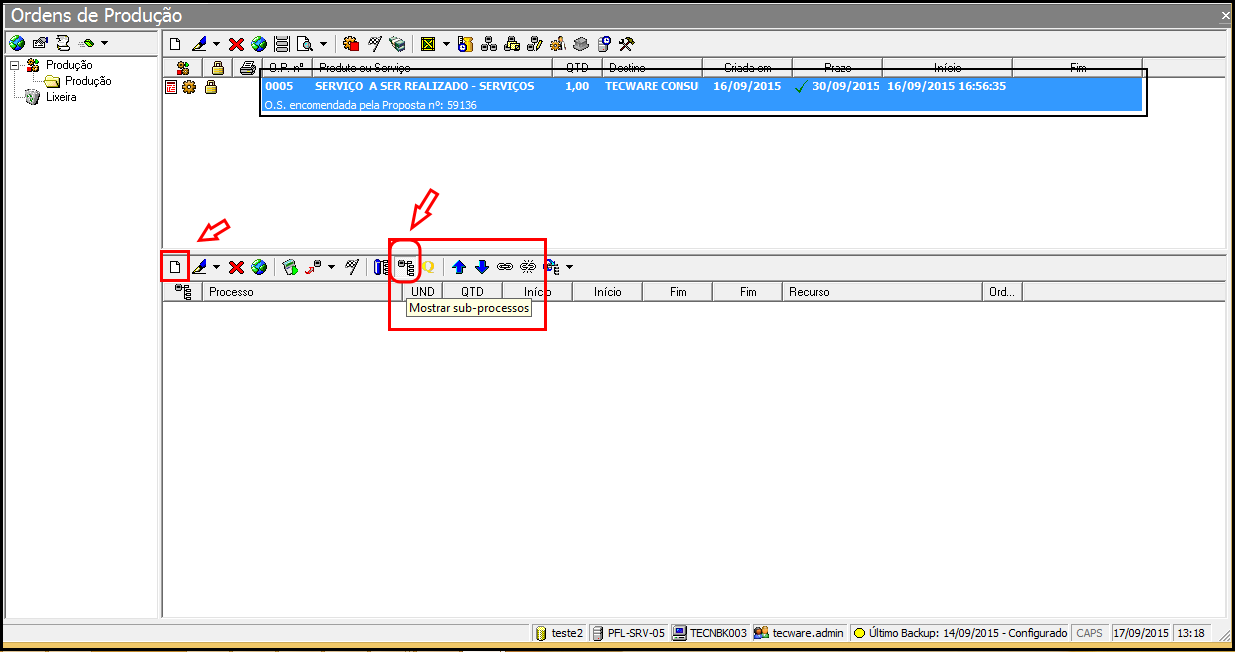 Ordens de Produção
Produção
Produção
Lixeira
O.P. nº Produto ou Serviço QTD Destino Criada em Prazo Início Fim
0005 SERVIÇO A SER REALIZADO - SERVIÇOS 1,00 TECWARE CONSU 16/09/2015 30/09/2015 16/09/2015 16:56:35
O.S. encomendada pela Proposta nº: 59136
Processo UND QTD Início Início Fim Fim Recurso Ord...
Mostrar sub-processos
teste2 PFL-SRV-05 TECNBK003 tecware.admin Último Backup: 14/09/2015 - Configurado CAPS 17/09/2015 13:18